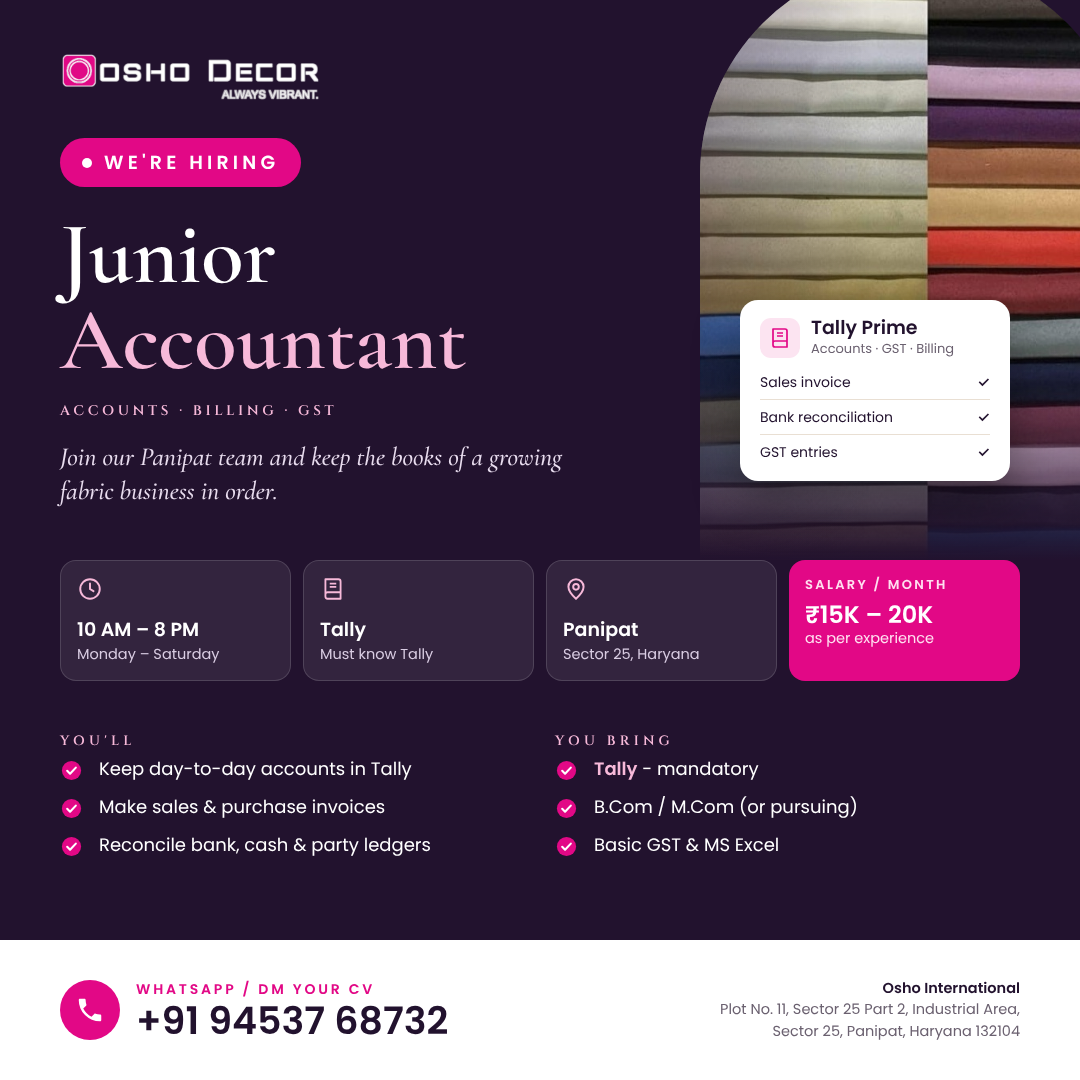 OSHO DECOR
ALWAYS VIBRANT.
WE'RE HIRING
Junior
Accountant
ACCOUNTS · BILLING · GST
Join our Panipat team and keep the books of a growing
fabric business in order.
Tally Prime
Accounts · GST · Billing
Sales invoice
Bank reconciliation
GST entries
10 AM – 8 PM
Monday – Saturday
Tally
Must know Tally
Panipat
Sector 25, Haryana
SALARY / MONTH
₹15K – 20K
as per experience
YOU'LL
Keep day-to-day accounts in Tally
Make sales & purchase invoices
Reconcile bank, cash & party ledgers
YOU BRING
Tally - mandatory
B.Com / M.Com (or pursuing)
Basic GST & MS Excel
WHATSAPP / DM YOUR CV
+91 94537 68732
Osho International
Plot No. 11, Sector 25 Part 2, Industrial Area,
Sector 25, Panipat, Haryana 132104